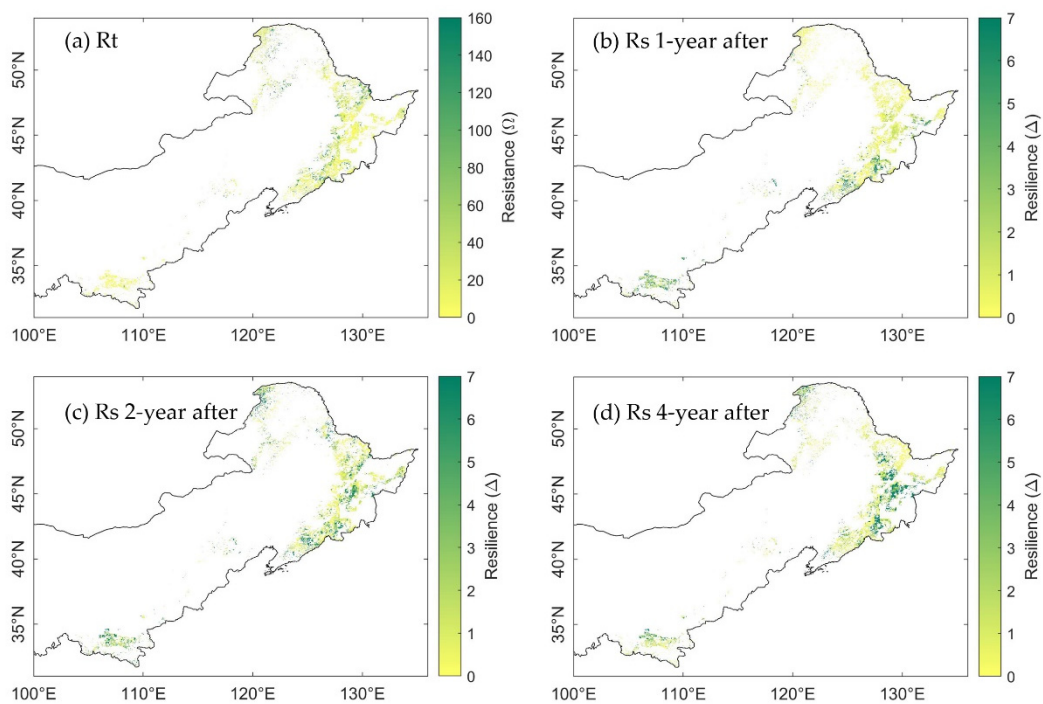 (a) Rt
50°N
45°N
40°N
35°N
100°E 110°E 120°E 130°E
160
140
120
100
80
60
40
20
0
Resistance (Ω)
(b) Rs 1-year after
50°N
45°N
40°N
35°N
100°E 110°E 120°E 130°E
7
6
5
4
3
2
1
0
Resilience (Δ)
(c) Rs 2-year after
50°N
45°N
40°N
35°N
100°E 110°E 120°E 130°E
7
6
5
4
3
2
1
0
Resilience (Δ)
(d) Rs 4-year after
50°N
45°N
40°N
35°N
100°E 110°E 120°E 130°E
7
6
5
4
3
2
1
0
Resilience (Δ)